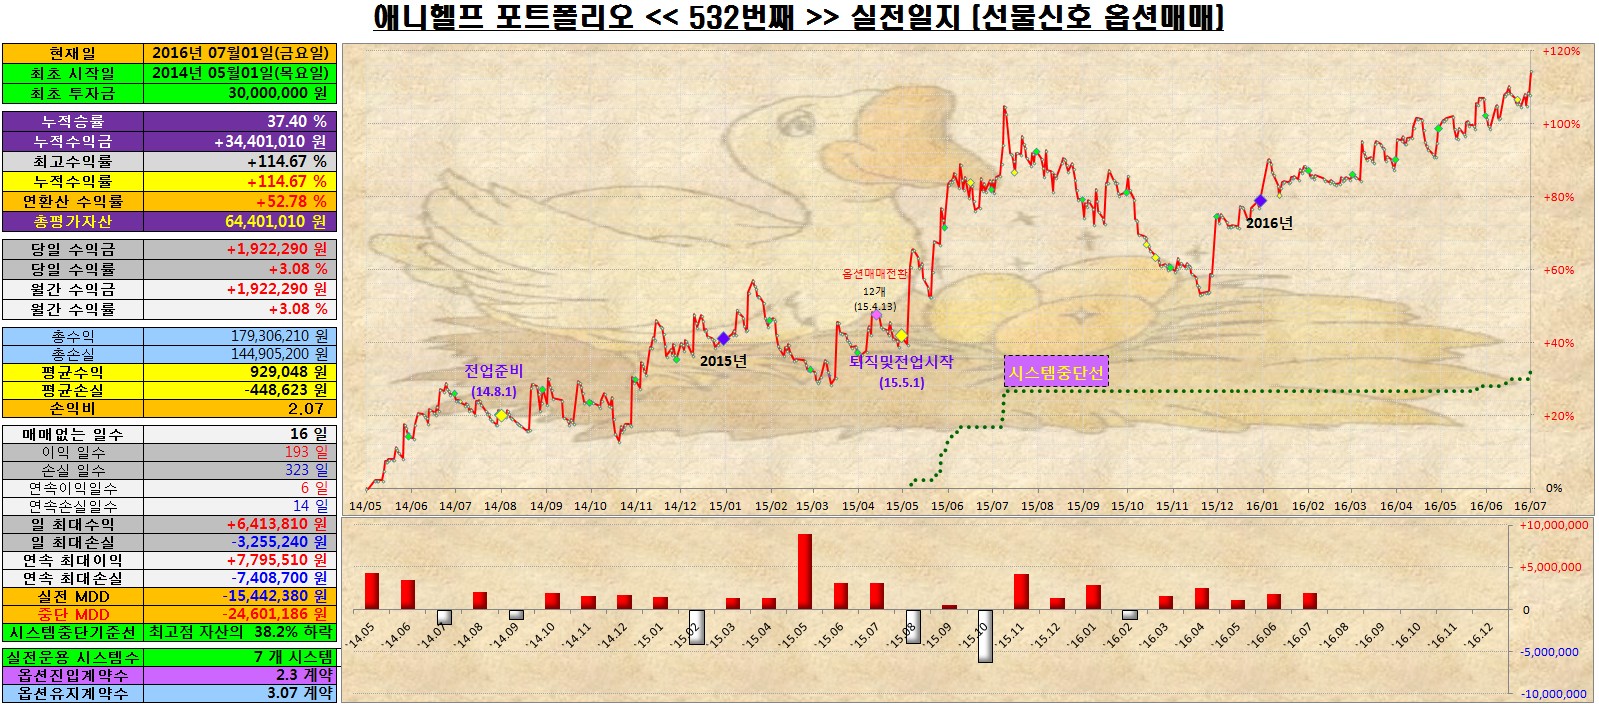 애니헬프 포트폴리오 << 532번째 >> 실전일지 [선물신호 옵션매매]
현재일 2016년 07월01일(금요일)
최초 시작일 2014년 05월01일(목요일)
최초 투자금 30,000,000 원
누적승률 37.40 %
누적수익금 +34,401,010 원
최고수익률 +114.67 %
누적수익률 +114.67 %
연환산 수익률 +52.78 %
총평가자산 64,401,010 원
당일 수익금 +1,922,290 원
당일 수익률 +3.08 %
월간 수익금 +1,922,290 원
월간 수익률 +3.08 %
총수익 179,306,210 원
총손실 144,905,200 원
평균수익 929,048 원
평균손실 -448,623 원
손익비 2.07
매매없는 일수 16 일
이익 일수 193 일
손실 일수 323 일
연속이익일수 6 일
연속손실일수 14 일
일 최대수익 +6,413,810 원
일 최대손실 -3,255,240 원
연속 최대이익 +7,795,510 원
연속 최대손실 -7,408,700 원
실전 MDD -15,442,380 원
중단 MDD -24,601,186 원
시스템중단기준선 최고점 자산의 38.2% 하락
실전운용 시스템수 7 개 시스템
옵션진입계약수 2.3 계약
옵션유지계약수 3.07 계약
+120%
+100%
+80%
+60%
+40%
+20%
0%
2016년
옵션매매전환
12개
(15.4.13)
2015년
퇴직및전업시작
(15.5.1)
전업준비
(14.8.1)
시스템중단선
14/05 14/06 14/07 14/08 14/09 14/10 14/11 14/12 15/01 15/02 15/03 15/04 15/05 15/06 15/07 15/08 15/09 15/10 15/11 15/12 16/01 16/02 16/03 16/04 16/05 16/06 16/07
+10,000,000
+5,000,000
0
-5,000,000
-10,000,000
'14.05 '14.06 '14.07 '14.08 '14.09 '14.10 '14.11 '14.12 '15.01 '15.02 '15.03 '15.04 '15.05 '15.06 '15.07 '15.08 '15.09 '15.10 '15.11 '15.12 '16.01 '16.02 '16.03 '16.04 '16.05 '16.06 '16.07 '16.08 '16.09 '16.10 '16.11 '16.12